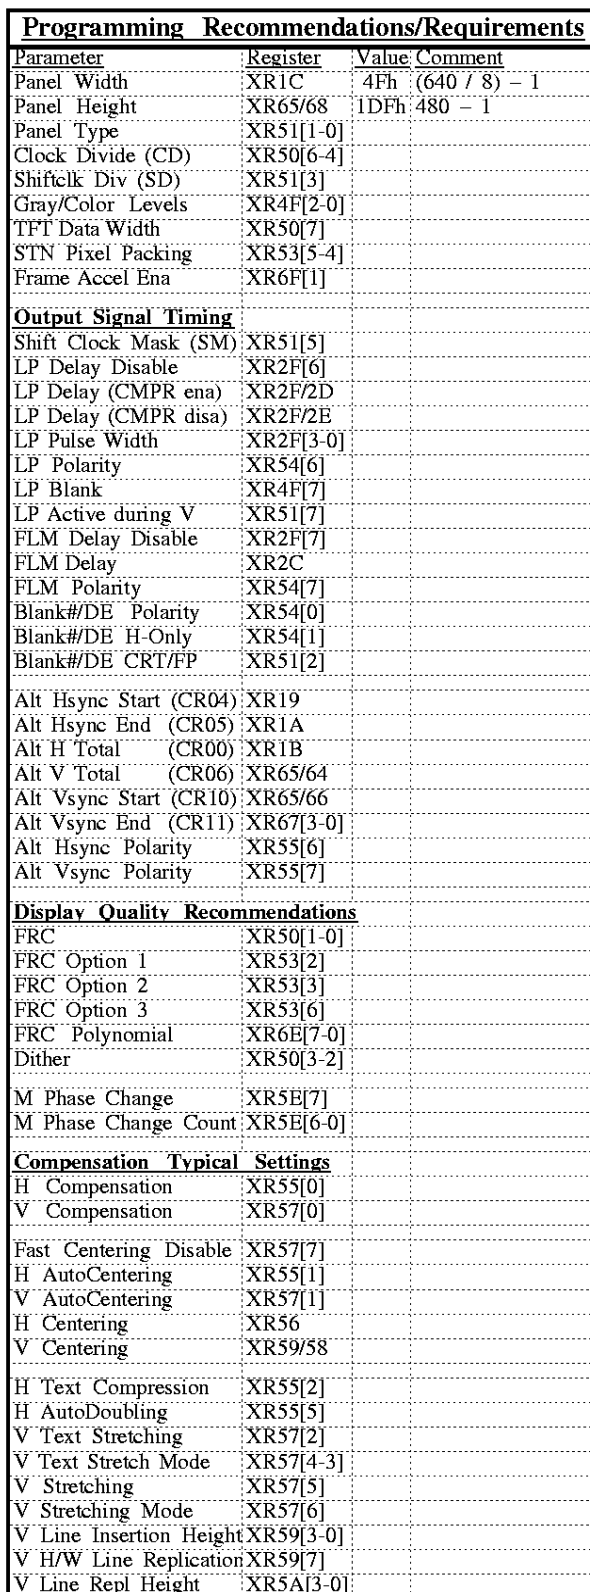 Programming Recommendations/Requirements
Parameter Register Value Comment
Panel Width XR1C 4Fh (640 / 8) – 1
Panel Height XR65/68 1DFh 480 – 1
Panel Type XR51[1-0]
Clock Divide (CD) XR50[6-4]
Shiftclk Div (SD) XR51[3]
Gray/Color Levels XR4F[2-0]
TFT Data Width XR50[7]
STN Pixel Packing XR53[5-4]
Frame Accel Ena XR6F[1]
Output Signal Timing
Shift Clock Mask (SM) XR51[5]
LP Delay Disable XR2F[6]
LP Delay (CMPR ena) XR2F/2D
LP Delay (CMPR disa) XR2F/2E
LP Pulse Width XR2F[3-0]
LP Polarity XR54[6]
LP Blank XR4F[7]
LP Active during V XR51[7]
FLM Delay Disable XR2F[7]
FLM Delay XR2C
FLM Polarity XR54[7]
Blank#/DE Polarity XR54[0]
Blank#/DE H-Only XR54[1]
Blank#/DE CRT/FP XR51[2]
Alt Hsync Start (CR04) XR19
Alt Hsync End (CR05) XR1A
Alt H Total (CR00) XR1B
Alt V Total (CR06) XR65/64
Alt Vsync Start (CR10) XR65/66
Alt Vsync End (CR11) XR67[3-0]
Alt Hsync Polarity XR55[6]
Alt Vsync Polarity XR55[7]
Display Quality Recommendations
FRC XR50[1-0]
FRC Option 1 XR53[2]
FRC Option 2 XR53[3]
FRC Option 3 XR53[6]
FRC Polynomial XR6E[7-0]
Dither XR50[3-2]
M Phase Change XR5E[7]
M Phase Change Count XR5E[6-0]
Compensation Typical Settings
H Compensation XR55[0]
V Compensation XR57[0]
Fast Centering Disable XR57[7]
H AutoCentering XR55[1]
V AutoCentering XR57[1]
H Centering XR56
V Centering XR59/58
H Text Compression XR55[2]
H AutoDoubling XR55[5]
V Text Stretching XR57[2]
V Text Stretch Mode XR57[4-3]
V Stretching XR57[5]
V Stretching Mode XR57[6]
V Line Insertion Height XR59[3-0]
V H/W Line Replication XR59[7]
V Line Repl Height XR5A[3-0]